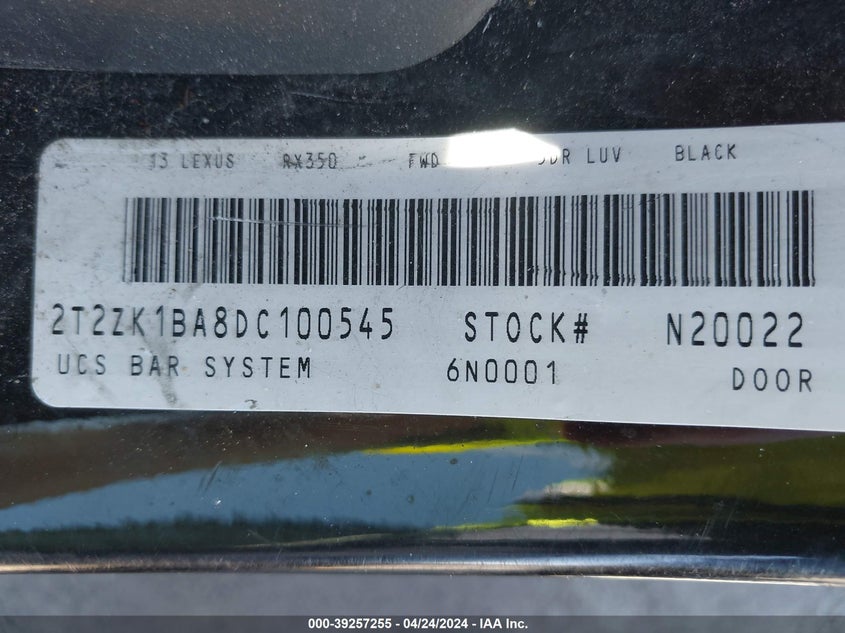 13 LEXUS RX350 FWD DR LUV BLACK
2T2ZK1BA8DC100545 STOCK# N20022
UCS BAR SYSTEM 6N0001 DOOR
000-39257255 - 04/24/2024 - IAA Inc.